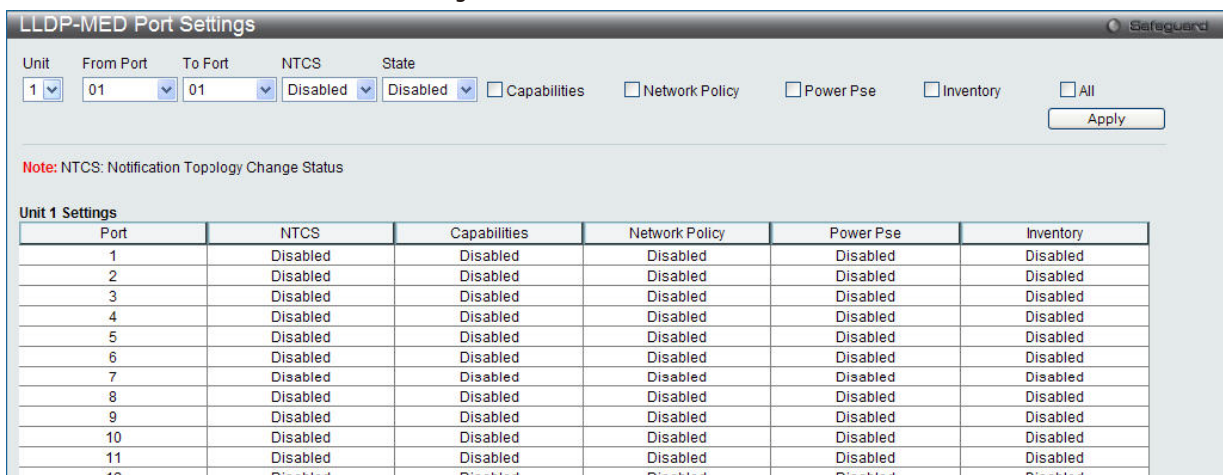 LLDP-MED Port Settings
Safeguard
Unit From Port To Port NTCS State
1 01 01 Disabled Disabled Capabilities Network Policy Power Pse Inventory All
Apply
Note: NTCS: Notification Topology Change Status
Unit 1 Settings
Port NTCS Capabilities Network Policy Power Pse Inventory
1 Disabled Disabled Disabled Disabled Disabled
2 Disabled Disabled Disabled Disabled Disabled
3 Disabled Disabled Disabled Disabled Disabled
4 Disabled Disabled Disabled Disabled Disabled
5 Disabled Disabled Disabled Disabled Disabled
6 Disabled Disabled Disabled Disabled Disabled
7 Disabled Disabled Disabled Disabled Disabled
8 Disabled Disabled Disabled Disabled Disabled
9 Disabled Disabled Disabled Disabled Disabled
10 Disabled Disabled Disabled Disabled Disabled
11 Disabled Disabled Disabled Disabled Disabled